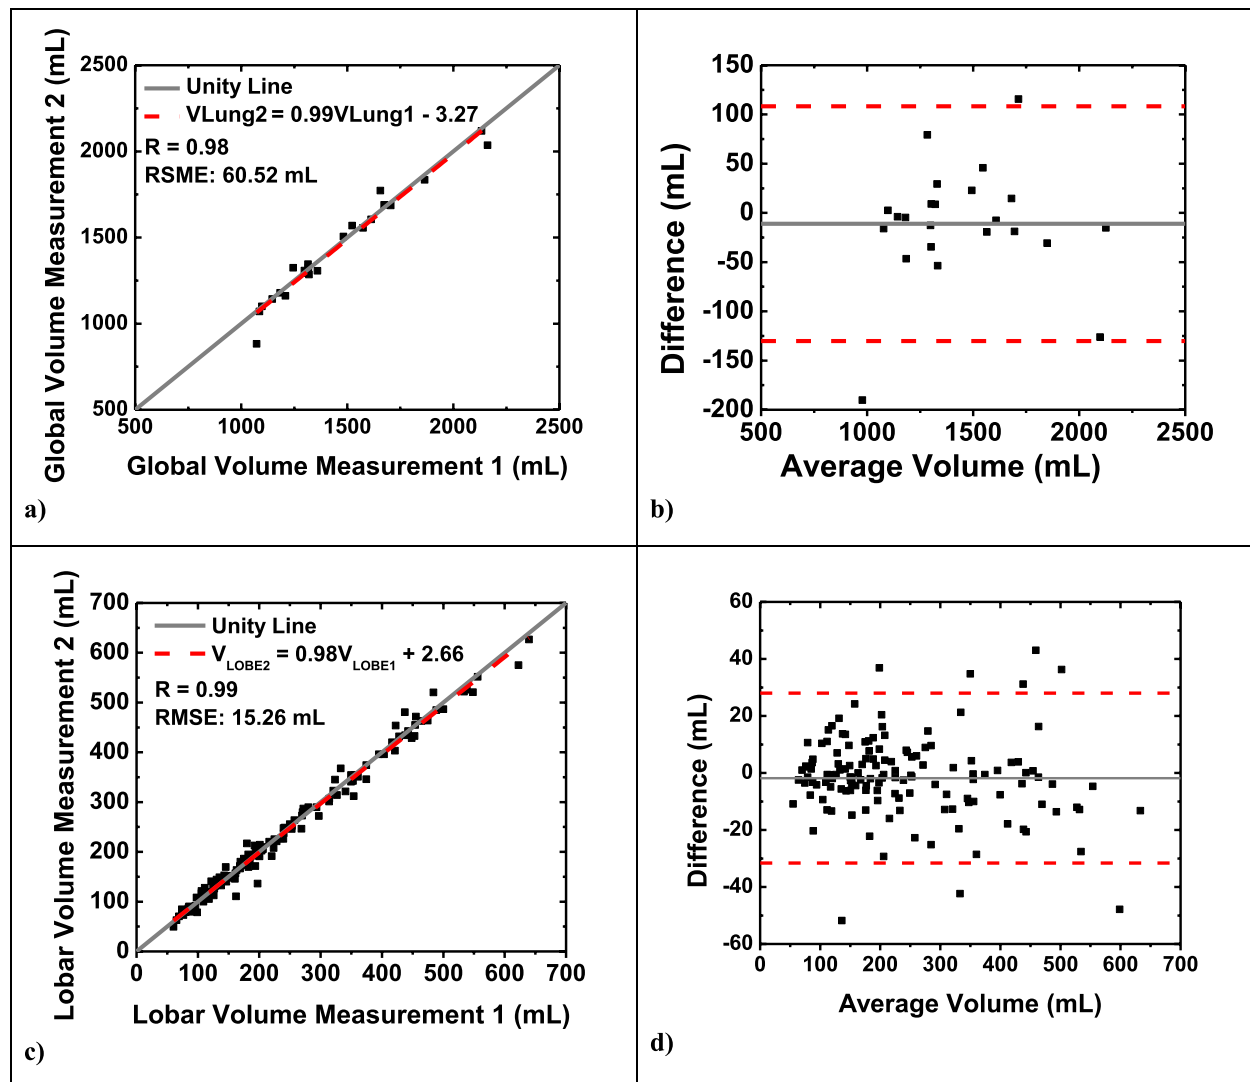 Global Volume Measurement 2 (mL)
2500
2000
1500
1000
500
Unity Line
VLung2 = 0.99VLung1 - 3.27
R = 0.98
RSME: 60.52 mL
500 1000 1500 2000 2500
Global Volume Measurement 1 (mL)
a)
Difference (mL)
150
100
50
0
-50
-100
-150
-200
500 1000 1500 2000 2500
Average Volume (mL)
b)
Lobar Volume Measurement 2 (mL)
700
600
500
400
300
200
100
0
Unity Line
VLOBE2 = 0.98VLOBE1 + 2.66
R = 0.99
RMSE: 15.26 mL
0 100 200 300 400 500 600 700
Lobar Volume Measurement 1 (mL)
c)
Difference (mL)
60
40
20
0
-20
-40
-60
0 100 200 300 400 500 600 700
Average Volume (mL)
d)